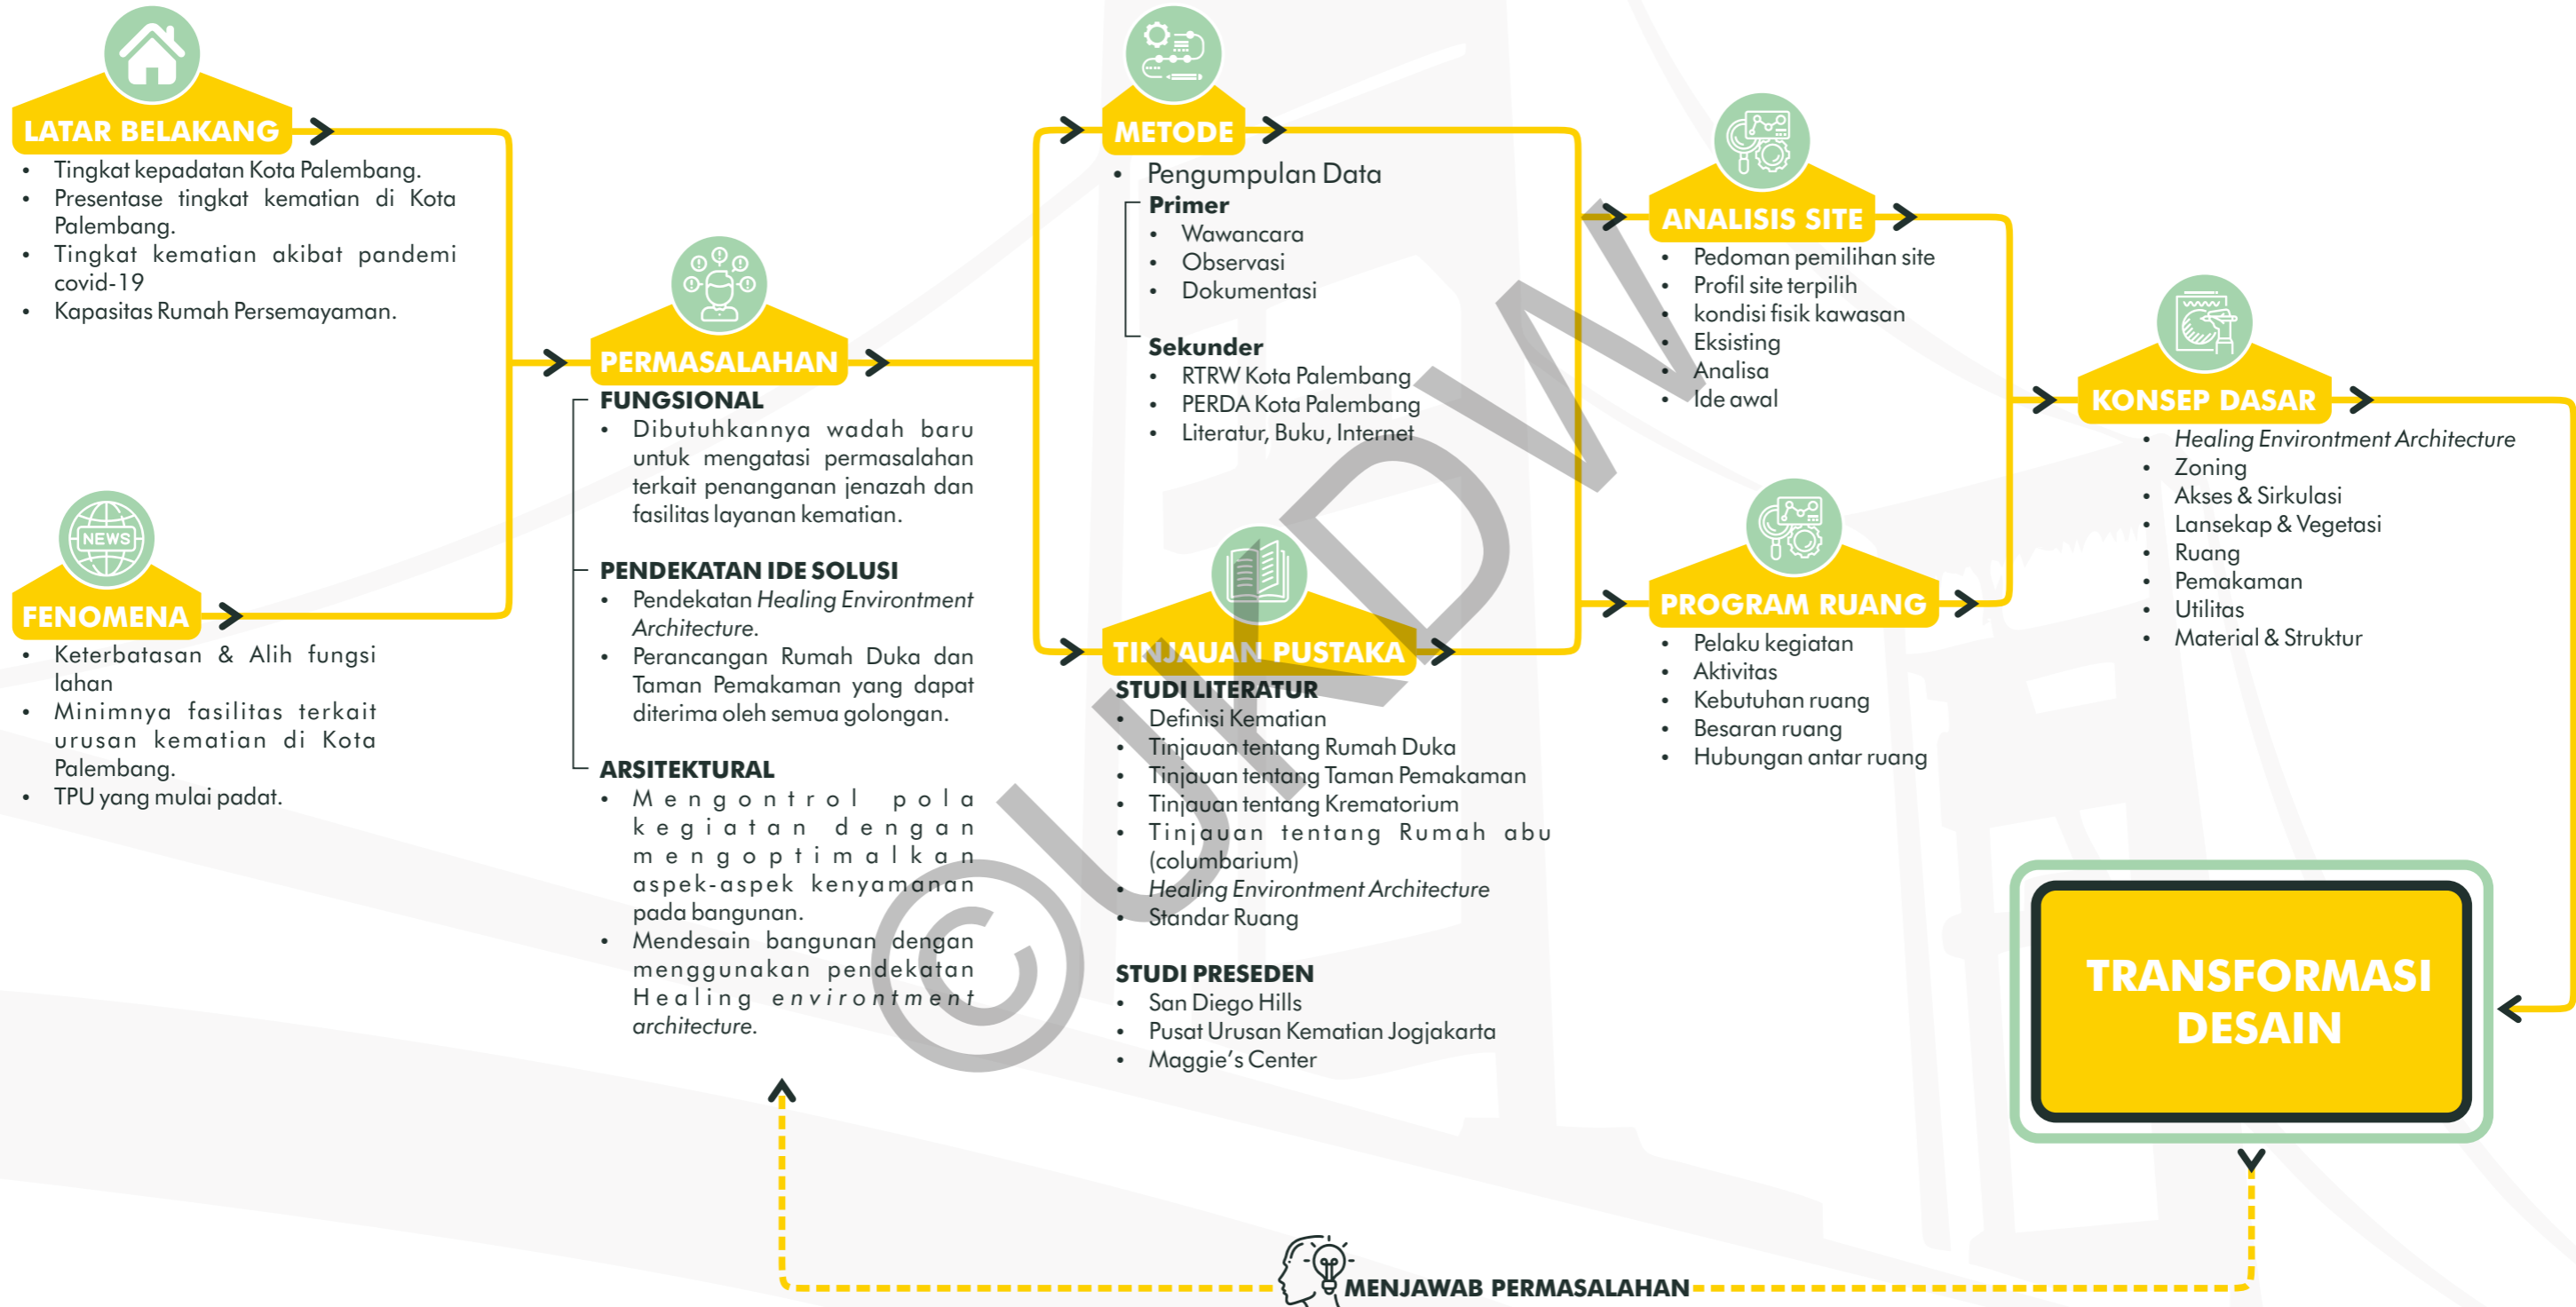 LATAR BELAKANG
• Tingkat kepadatan Kota Palembang.
• Presentase tingkat kematian di Kota
Palembang.
• Tingkat kematian akibat pandemi
covid-19
• Kapasitas Rumah Persemayaman.
NEWS
FENOMENA
• Keterbatasan & Alih fungsi
lahan
• Minimnya fasilitas terkait
urusan kematian di Kota
Palembang.
• TPU yang mulai padat.
PERMASALAHAN
FUNGSIONAL
• Dibutuhkannya wadah baru
untuk mengatasi permasalahan
terkait penanganan jenazah dan
fasilitas layanan kematian.
PENDEKATAN IDE SOLUSI
• Pendekatan Healing Environtment
Architecture.
• Perancangan Rumah Duka dan
Taman Pemakaman yang dapat
diterima oleh semua golongan.
ARSITEKTURAL
• Mengontrol pola
kegiatan dengan
mengoptimalkan
aspek-aspek kenyamanan
pada bangunan.
• Mendesain bangunan dengan
menggunakan pendekatan
Healing environtment
architecture.
METODE
• Pengumpulan Data
Primer
• Wawancara
• Observasi
• Dokumentasi
Sekunder
• RTRW Kota Palembang
• PERDA Kota Palembang
• Literatur, Buku, Internet
TINJAUAN PUSTAKA
STUDI LITERATUR
• Definisi Kematian
• Tinjauan tentang Rumah Duka
• Tinjauan tentang Taman Pemakaman
• Tinjauan tentang Krematorium
• Tinjauan tentang Rumah abu
(columbarium)
• Healing Environtment Architecture
• Standar Ruang
STUDI PRESEDEN
• San Diego Hills
• Pusat Urusan Kematian Jogjakarta
• Maggie's Center
ANALISIS SITE
• Pedoman pemilihan site
• Profil site terpilih
• kondisi fisik kawasan
• Eksisting
• Analisa
• Ide awal
PROGRAM RUANG
• Pelaku kegiatan
• Aktivitas
• Kebutuhan ruang
• Besaran ruang
• Hubungan antar ruang
KONSEP DASAR
• Healing Environtment Architecture
• Zoning
• Akses & Sirkulasi
• Lansekap & Vegetasi
• Ruang
• Pemakaman
• Utilitas
• Material & Struktur
TRANSFORMASI
DESAIN
MENJAWAB PERMASALAHAN
©UKDW